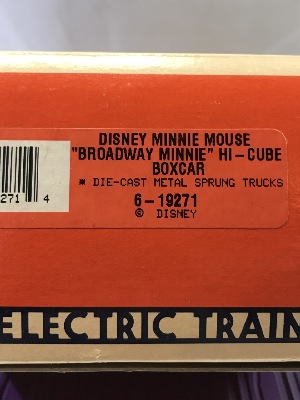 DISNEY MINNIE MOUSE
"BROADWAY MINNIE" HI-CUBE
BOXCAR
* DIE-CAST METAL SPRUNG TRUCKS
271 4
6-19271
© DISNEY
ELECTRIC TRAIN